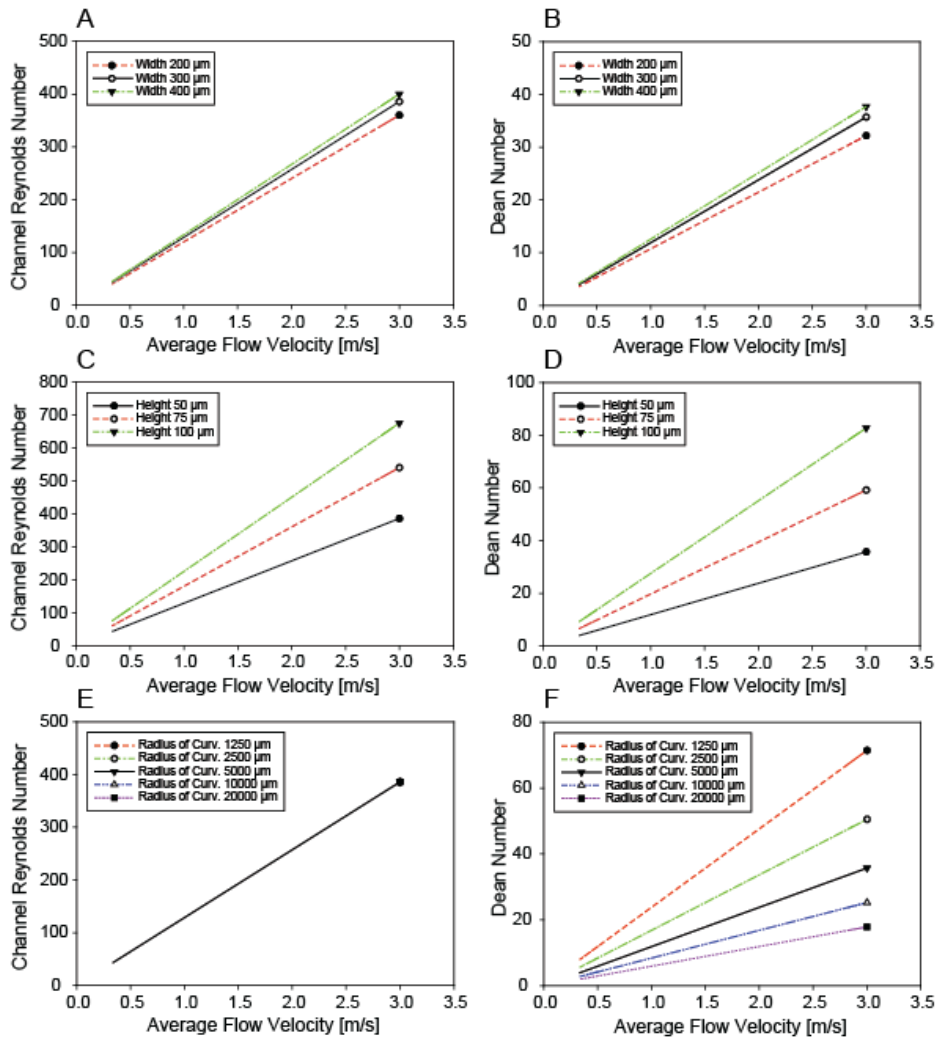 A
500
400
300
200
100
0
Channel Reynolds Number
Width 200 µm
Width 300 µm
Width 400 µm
0.0 0.5 1.0 1.5 2.0 2.5 3.0 3.5
Average Flow Velocity [m/s]
B
50
40
30
20
10
0
Dean Number
Width 200 µm
Width 300 µm
Width 400 µm
0.0 0.5 1.0 1.5 2.0 2.5 3.0 3.5
Average Flow Velocity [m/s]
C
800
700
600
500
400
300
200
100
0
Channel Reynolds Number
Height 50 µm
Height 75 µm
Height 100 µm
0.0 0.5 1.0 1.5 2.0 2.5 3.0 3.5
Average Flow Velocity [m/s]
D
100
80
60
40
20
0
Dean Number
Height 50 µm
Height 75 µm
Height 100 µm
0.0 0.5 1.0 1.5 2.0 2.5 3.0 3.5
Average Flow Velocity [m/s]
E
500
400
300
200
100
0
Channel Reynolds Number
Radius of Curv. 1250 µm
Radius of Curv. 2500 µm
Radius of Curv. 5000 µm
Radius of Curv. 10000 µm
Radius of Curv. 20000 µm
0.0 0.5 1.0 1.5 2.0 2.5 3.0 3.5
Average Flow Velocity [m/s]
F
80
60
40
20
0
Dean Number
Radius of Curv. 1250 µm
Radius of Curv. 2500 µm
Radius of Curv. 5000 µm
Radius of Curv. 10000 µm
Radius of Curv. 20000 µm
0.0 0.5 1.0 1.5 2.0 2.5 3.0 3.5
Average Flow Velocity [m/s]